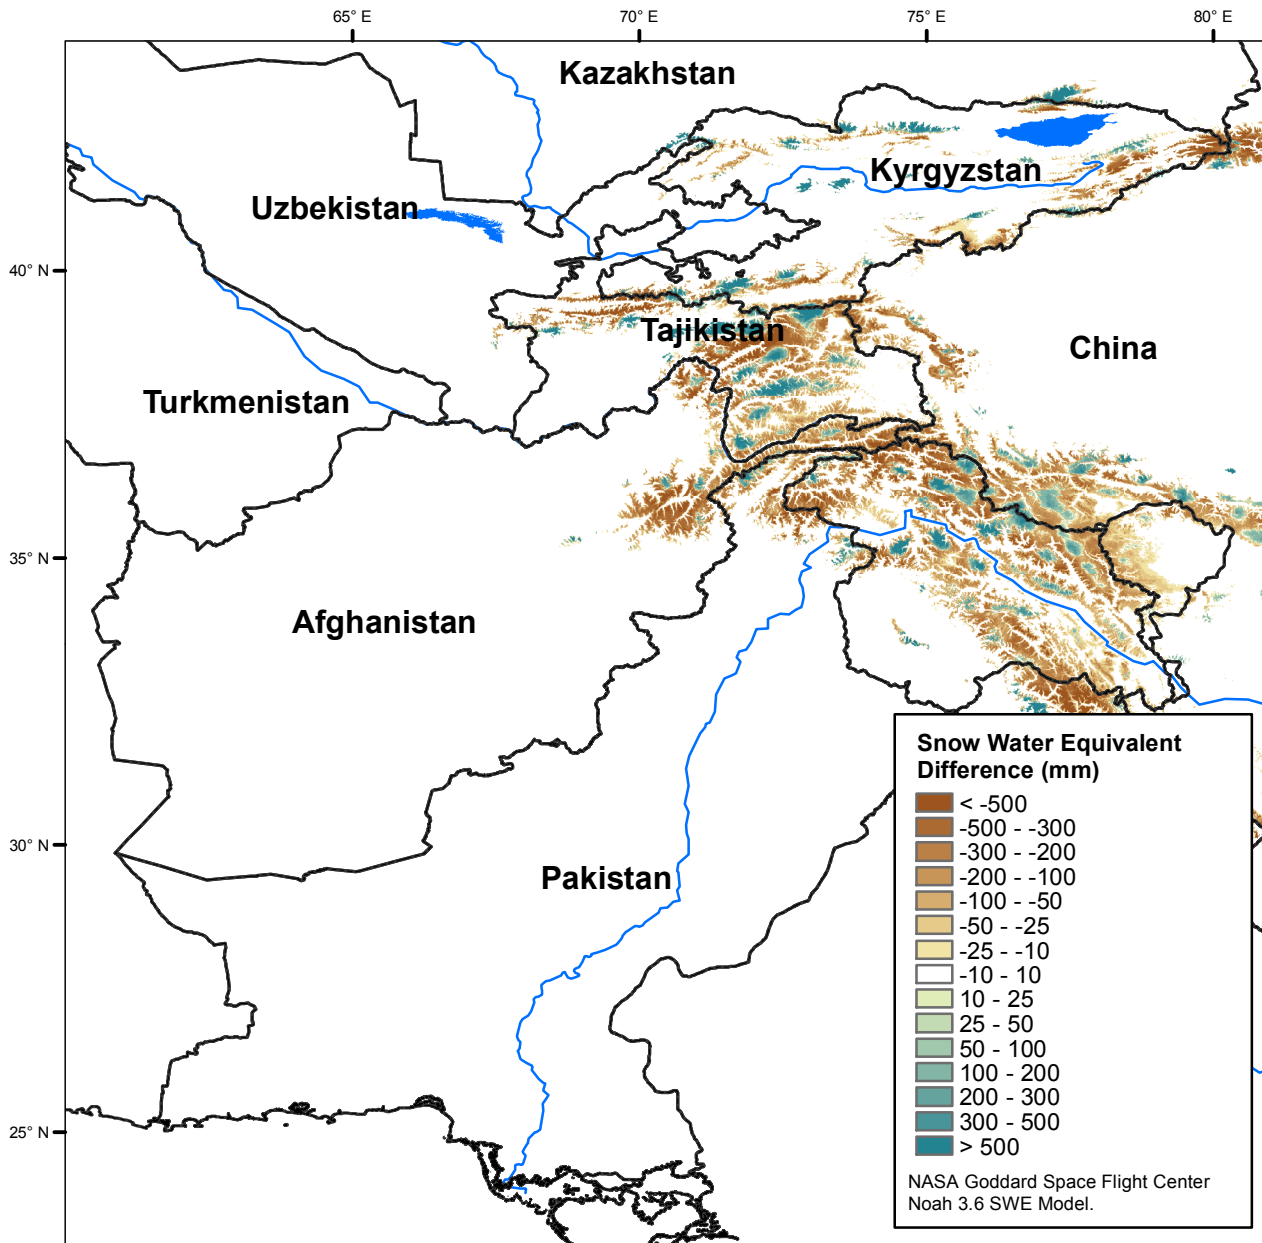 65° E
70° E
75° E
80° E
Kazakhstan
Kyrgyzstan
Uzbekistan
40° N
Tajikistan
China
Turkmenistan
35° N
Afghanistan
30° N
Pakistan
25° N
Snow Water Equivalent
Difference (mm)
< -500
-500 - -300
-300 - -200
-200 - -100
-100 - -50
-50 - -25
-25 - -10
-10 - 10
10 - 25
25 - 50
50 - 100
100 - 200
200 - 300
300 - 500
> 500
NASA Goddard Space Flight Center
Noah 3.6 SWE Model.